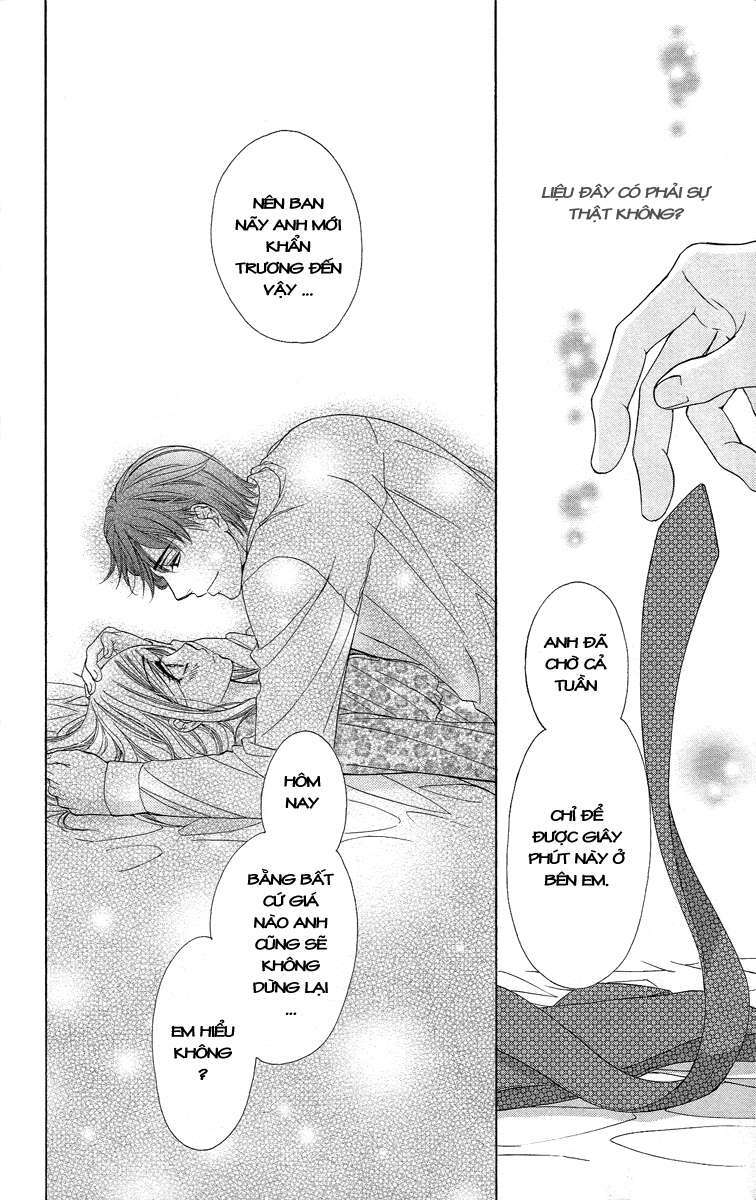 LIỆU ĐÂY CÓ PHẢI SỰ
THẬT KHÔNG?
ANH ĐÃ
CHỜ CẢ
TUẦN
CHỈ ĐỂ
ĐƯỢC GIÂY
PHÚT NÀY Ở
BÊN EM.
NÊN BAN
NÃY ANH MỚI
KHẨN
TRƯƠNG ĐẾN
VẬY ...
HÔM
NAY
BẰNG BẤT
CỨ GIÁ
NÀO ANH
CŨNG SẼ
KHÔNG
DỪNG LẠI
...
EM HIỂU
KHÔNG
?